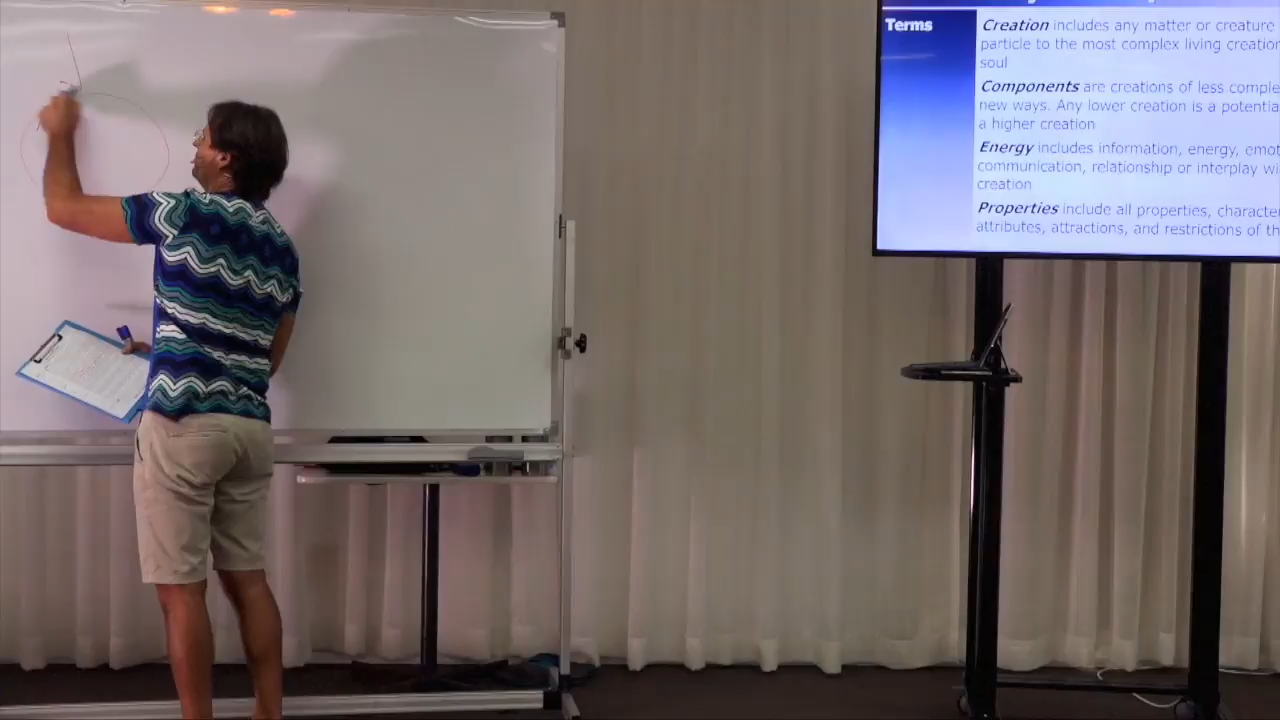 Terms
Creation includes any matter or creature
particle to the most complex living creation
soul
Components are creations of less comple
new ways. Any lower creation is a potentia
a higher creation
Energy includes information, energy, emot
communication, relationship or interplay wi
creation
Properties include all properties, character
attributes, attractions, and restrictions of th